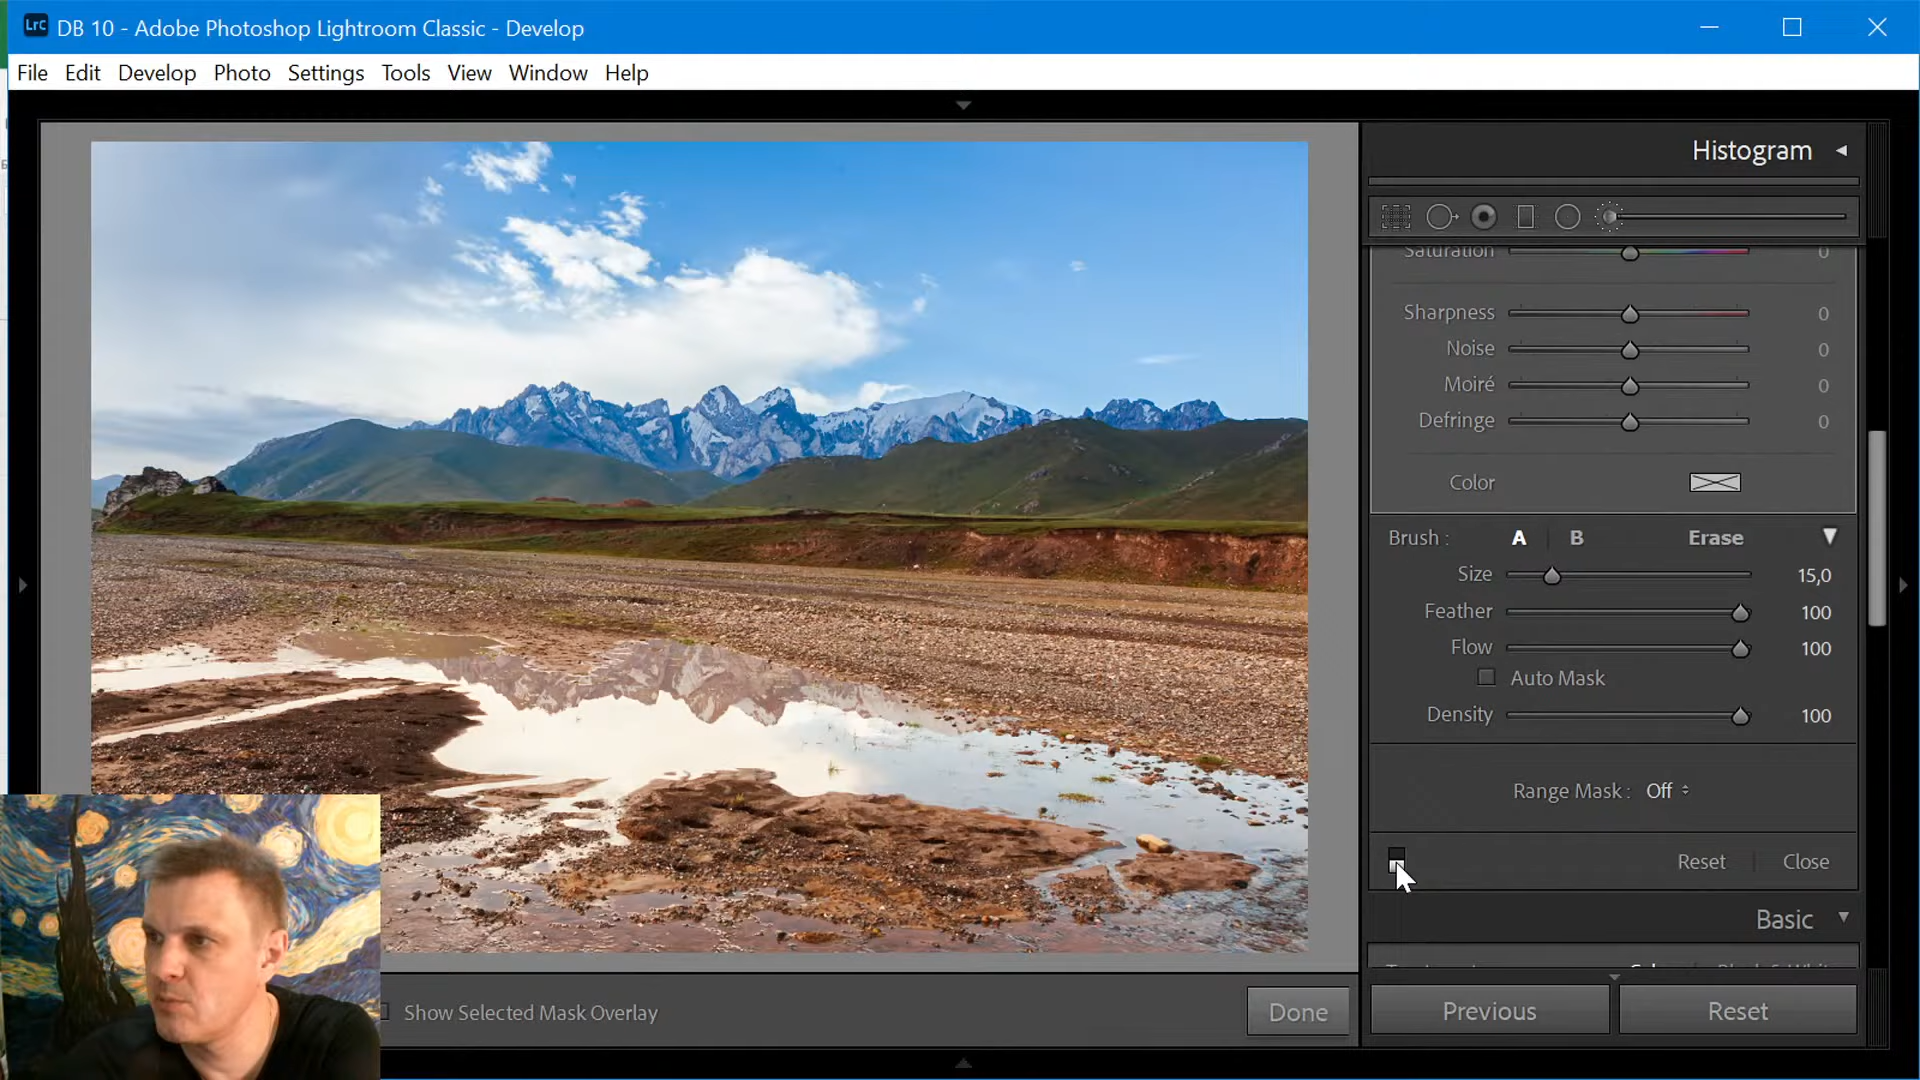 Lrc DB 10 - Adobe Photoshop Lightroom Classic - Develop
File Edit Develop Photo Settings Tools View Window Help
Histogram
Saturation 0
Sharpness 0
Noise 0
Moiré 0
Defringe 0
Color
Brush : A B Erase
Size 15,0
Feather 100
Flow 100
Auto Mask
Density 100
Range Mask : Off
Reset Close
Basic
Show Selected Mask Overlay Done Previous Reset